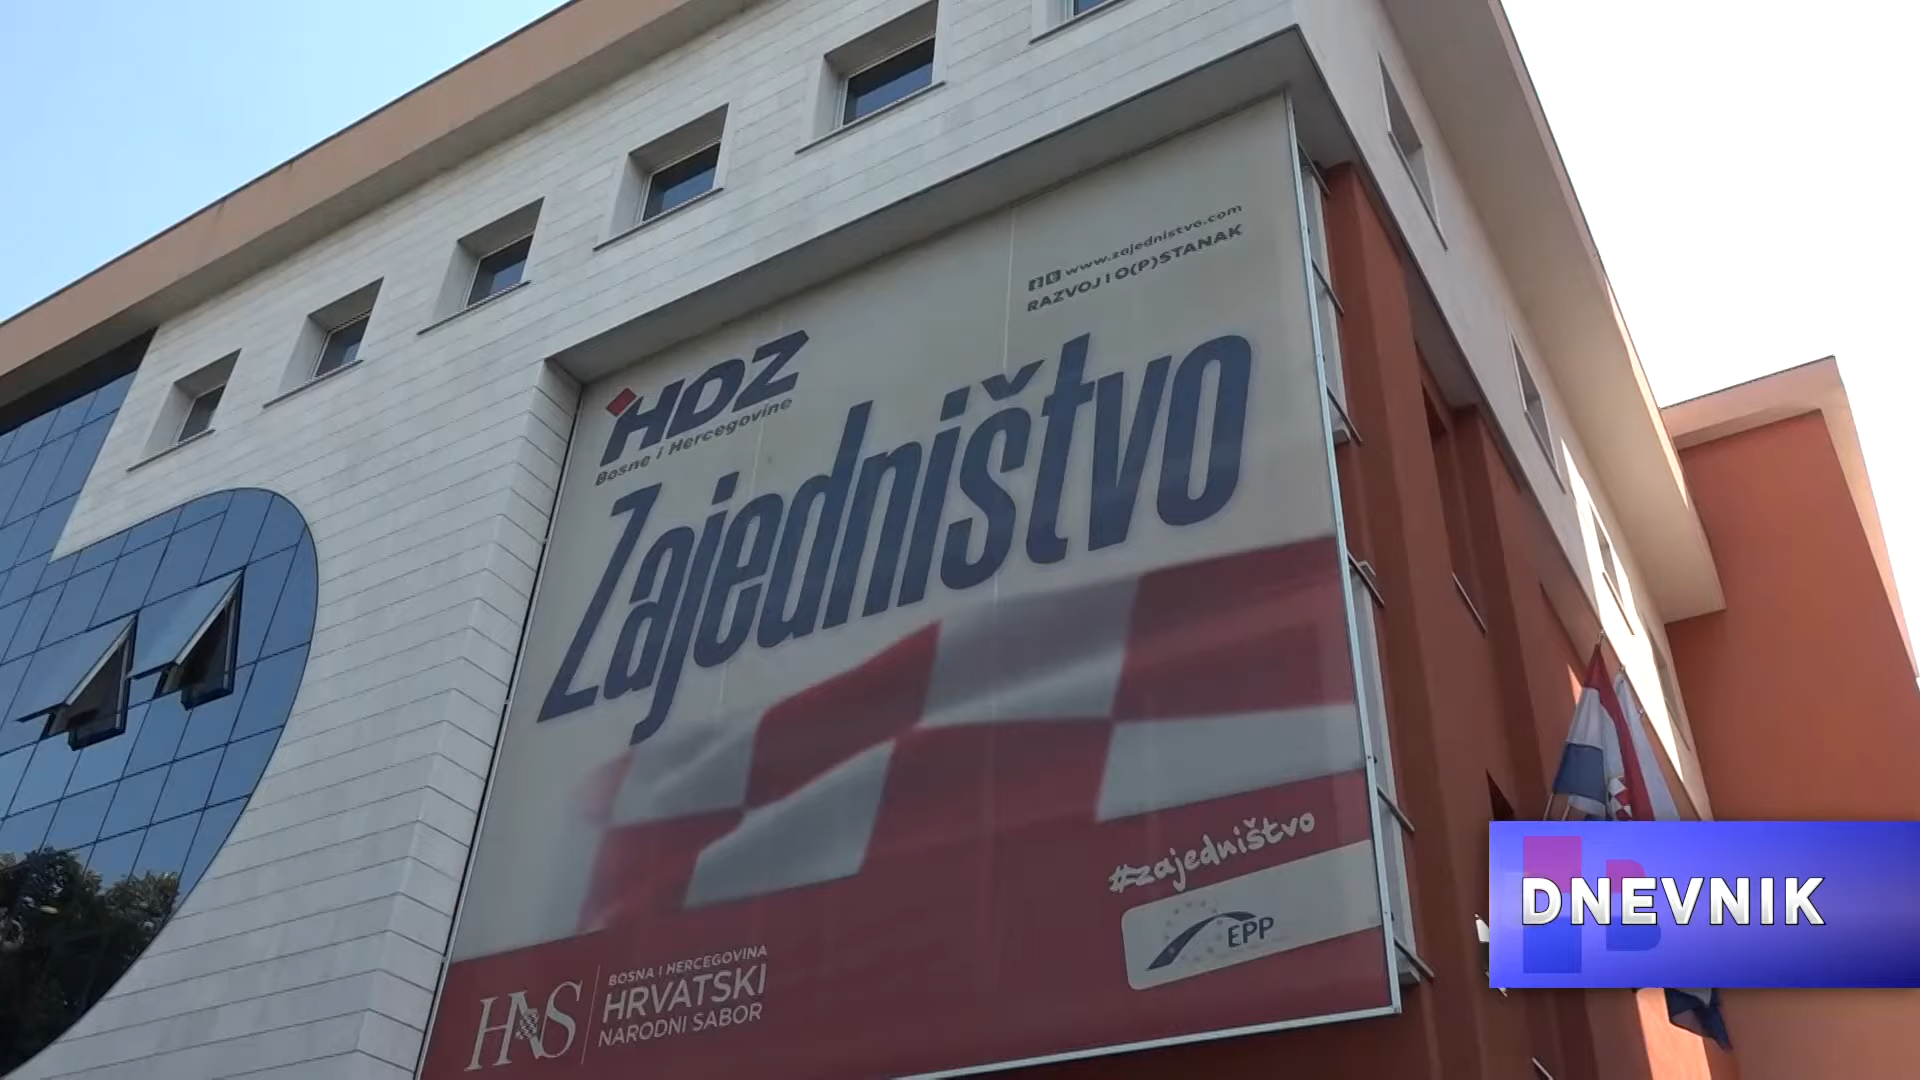 www.zajednistvo.com
RAZVOJ I O(P)STANAK
HDZ
Bosne i Hercegovine
Zajedništvo
#zajedništvo
EPP
HNS
BOSNA I HERCEGOVINA
HRVATSKI
NARODNI SABOR
DNEVNIK